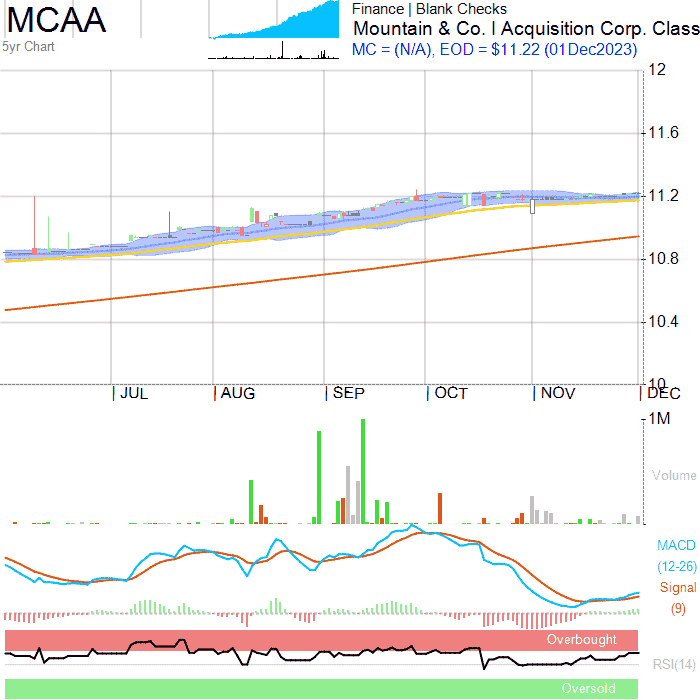 MCAA
5yr Chart
Finance | Blank Checks
Mountain & Co. I Acquisition Corp. Class
MC = (N/A), EOD = $11.22 (01Dec2023)
12
11.6
11.2
10.8
10.4
10
JUL AUG SEP OCT NOV DEC
1M
Volume
MACD
(12-26)
Signal
(9)
Overbought
RSI(14)
Oversold